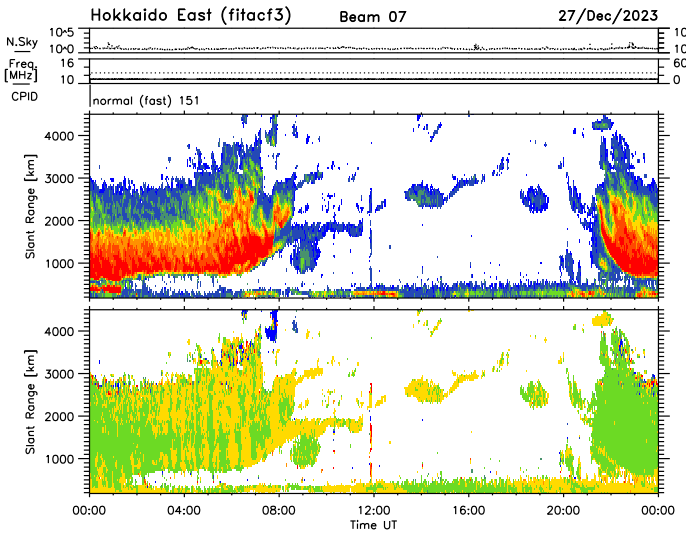 Hokkaido East (fitacf3) Beam 07 27/Dec/2023
N.Sky 10^5 10^0 10 10
Freq. [MHz] 16 10 60 0
CPID normal (fast) 151
Slant Range [km] 4000 3000 2000 1000
Slant Range [km] 4000 3000 2000 1000
00:00 04:00 08:00 12:00 16:00 20:00 00:00
Time UT